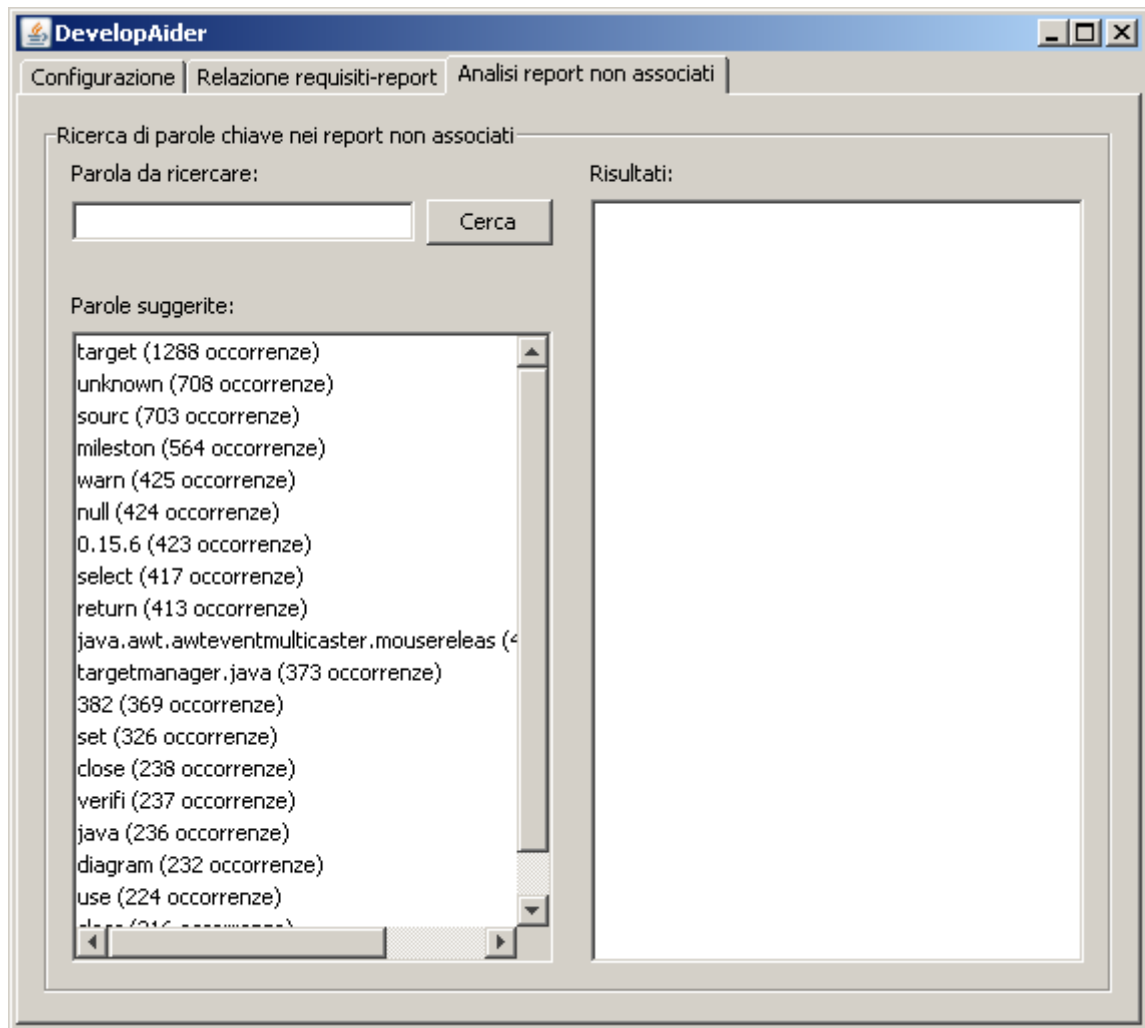 DevelopAider
Configurazione
Relazione requisiti-report
Analisi report non associati
Ricerca di parole chiave nei report non associati
Parola da ricercare:
Cerca
Parole suggerite:
target (1288 occorrenze)
unknown (708 occorrenze)
sourc (703 occorrenze)
mileston (564 occorrenze)
warn (425 occorrenze)
null (424 occorrenze)
0.15.6 (423 occorrenze)
select (417 occorrenze)
return (413 occorrenze)
java.awt.awteventmulticaster.mousereleas (4
targetmanager.java (373 occorrenze)
382 (369 occorrenze)
set (326 occorrenze)
close (238 occorrenze)
verifi (237 occorrenze)
java (236 occorrenze)
diagram (232 occorrenze)
use (224 occorrenze)
Risultati: